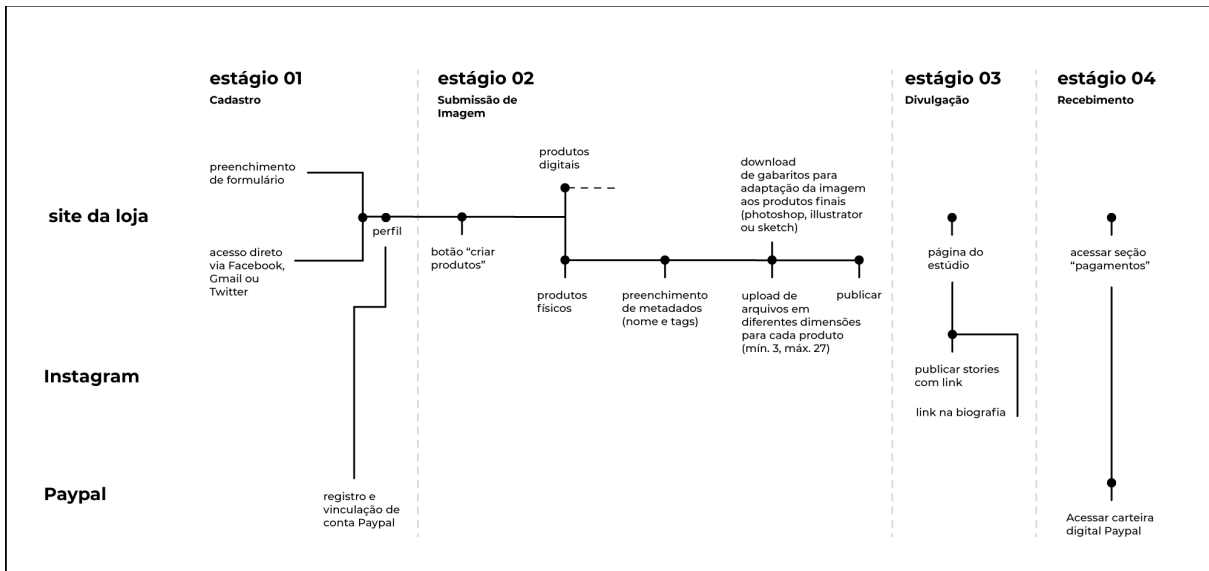 estágio 01
Cadastro
estágio 02
Submissão de
Imagem
estágio 03
Divulgação
estágio 04
Recebimento
site da loja
preenchimento
de formulário
acesso direto
via Facebook,
Gmail ou
Twitter
perfil
botão “criar
produtos”
produtos
digitais
produtos
físicos
preenchimento
de metadados
(nome e tags)
download
de gabaritos para
adaptação da imagem
aos produtos finais
(photoshop, illustrator
ou sketch)
upload de
arquivos em
diferentes dimensões
para cada produto
(mín. 3, máx. 27)
publicar
página do
estúdio
acessar seção
“pagamentos”
Instagram
publicar stories
com link
link na biografia
Paypal
registro e
vinculação de
conta Paypal
Acessar carteira
digital Paypal